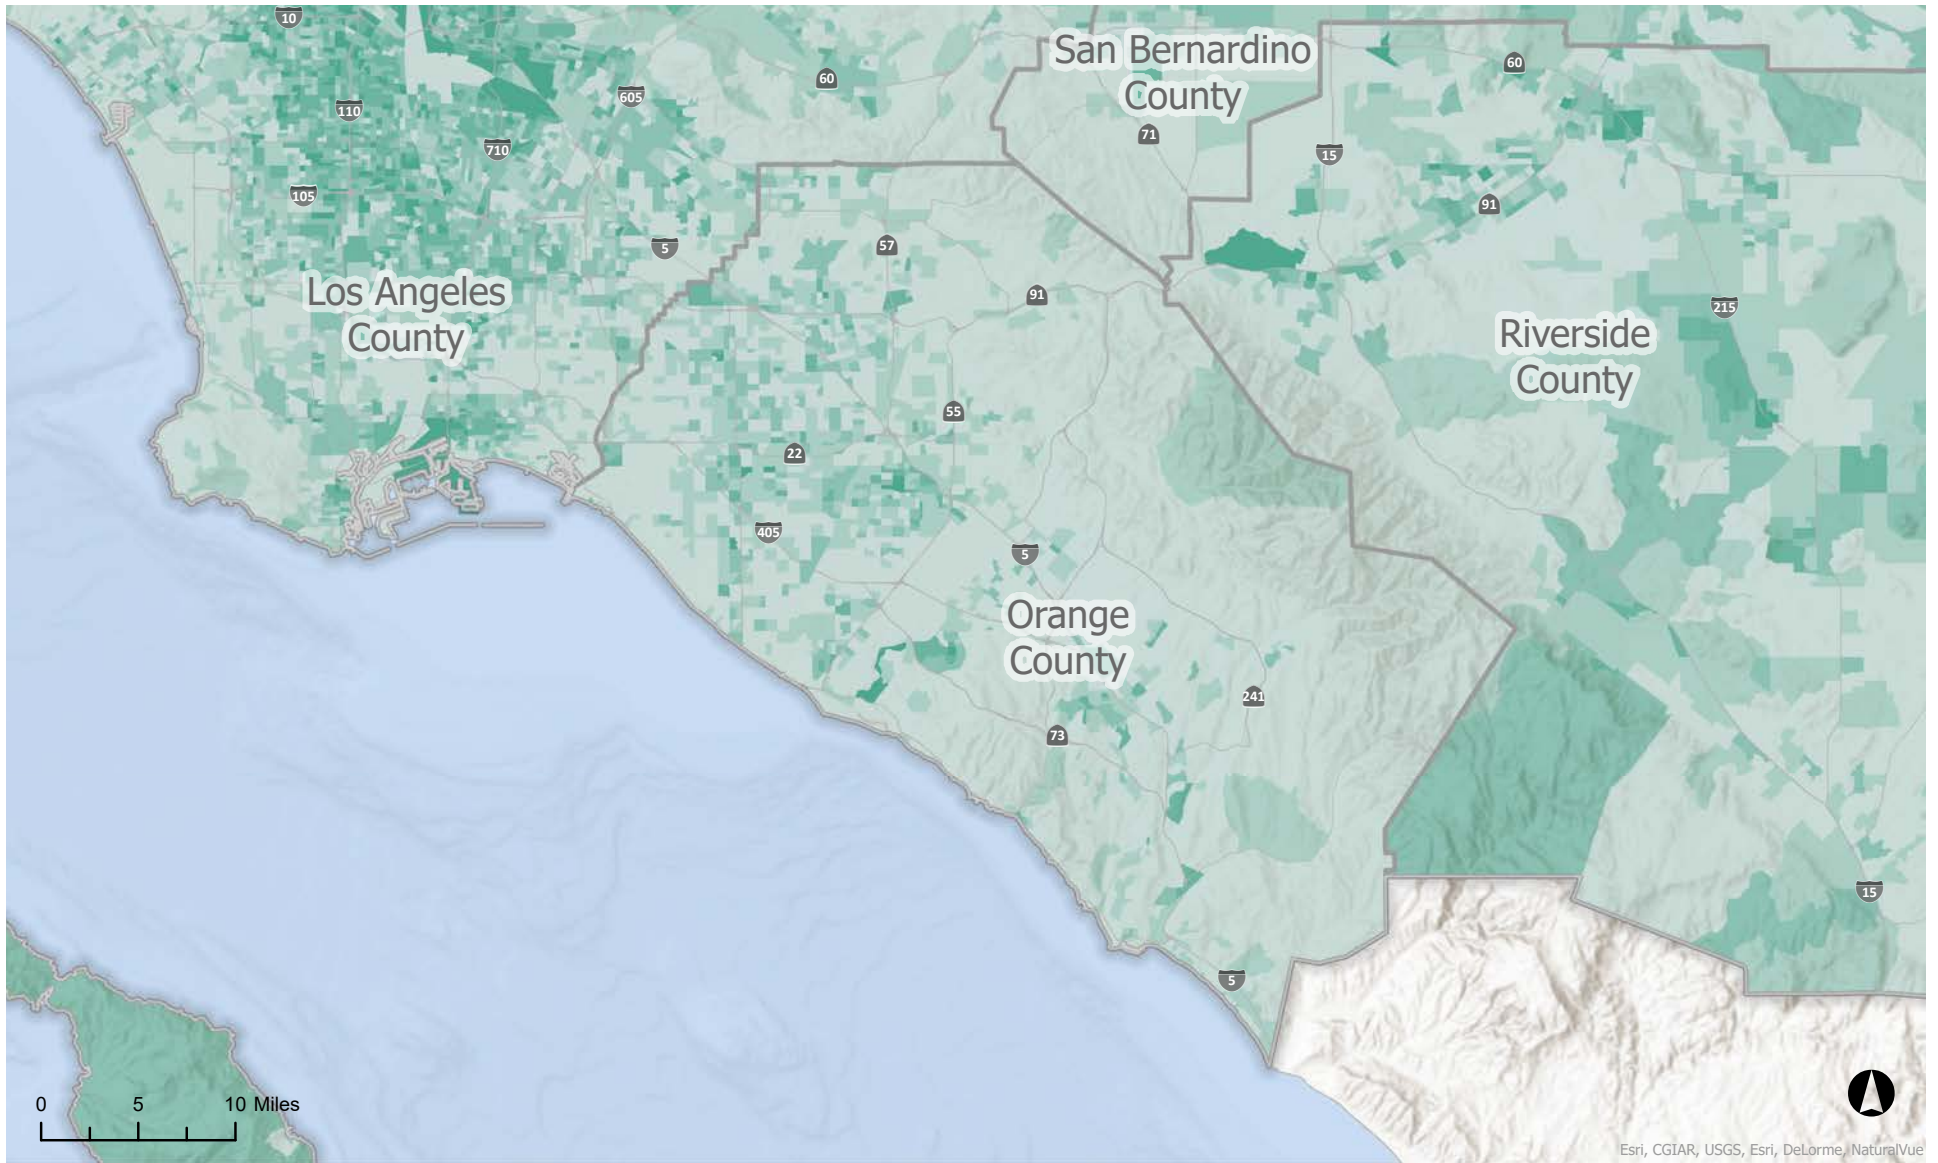 10
San Bernardino
County
60
60
605
110
71
710
15
105
91
5
57
Los Angeles
County
91
215
Riverside
County
55
22
405
5
Orange
County
241
73
15
5
0 5 10 Miles
Esri, CGIAR, USGS, Esri, DeLorme, NaturalVue